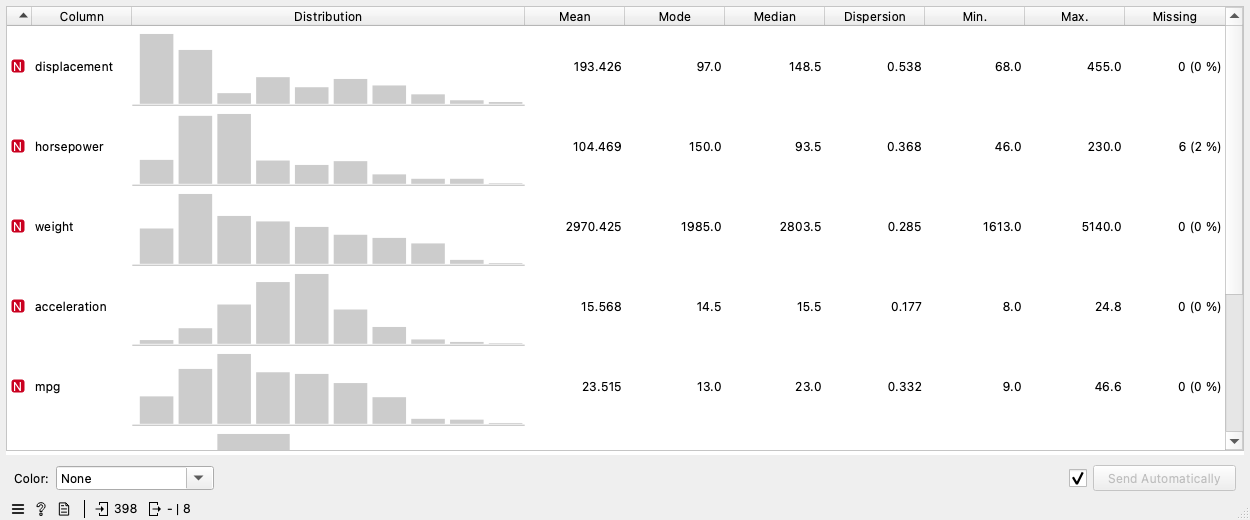 Column Distribution Mean Mode Median Dispersion Min. Max. Missing
N displacement 193.426 97.0 148.5 0.538 68.0 455.0 0 (0 %)
N horsepower 104.469 150.0 93.5 0.368 46.0 230.0 6 (2 %)
N weight 2970.425 1985.0 2803.5 0.285 1613.0 5140.0 0 (0 %)
N acceleration 15.568 14.5 15.5 0.177 8.0 24.8 0 (0 %)
N mpg 23.515 13.0 23.0 0.332 9.0 46.6 0 (0 %)
Color: None Send Automatically
? 398 - | 8